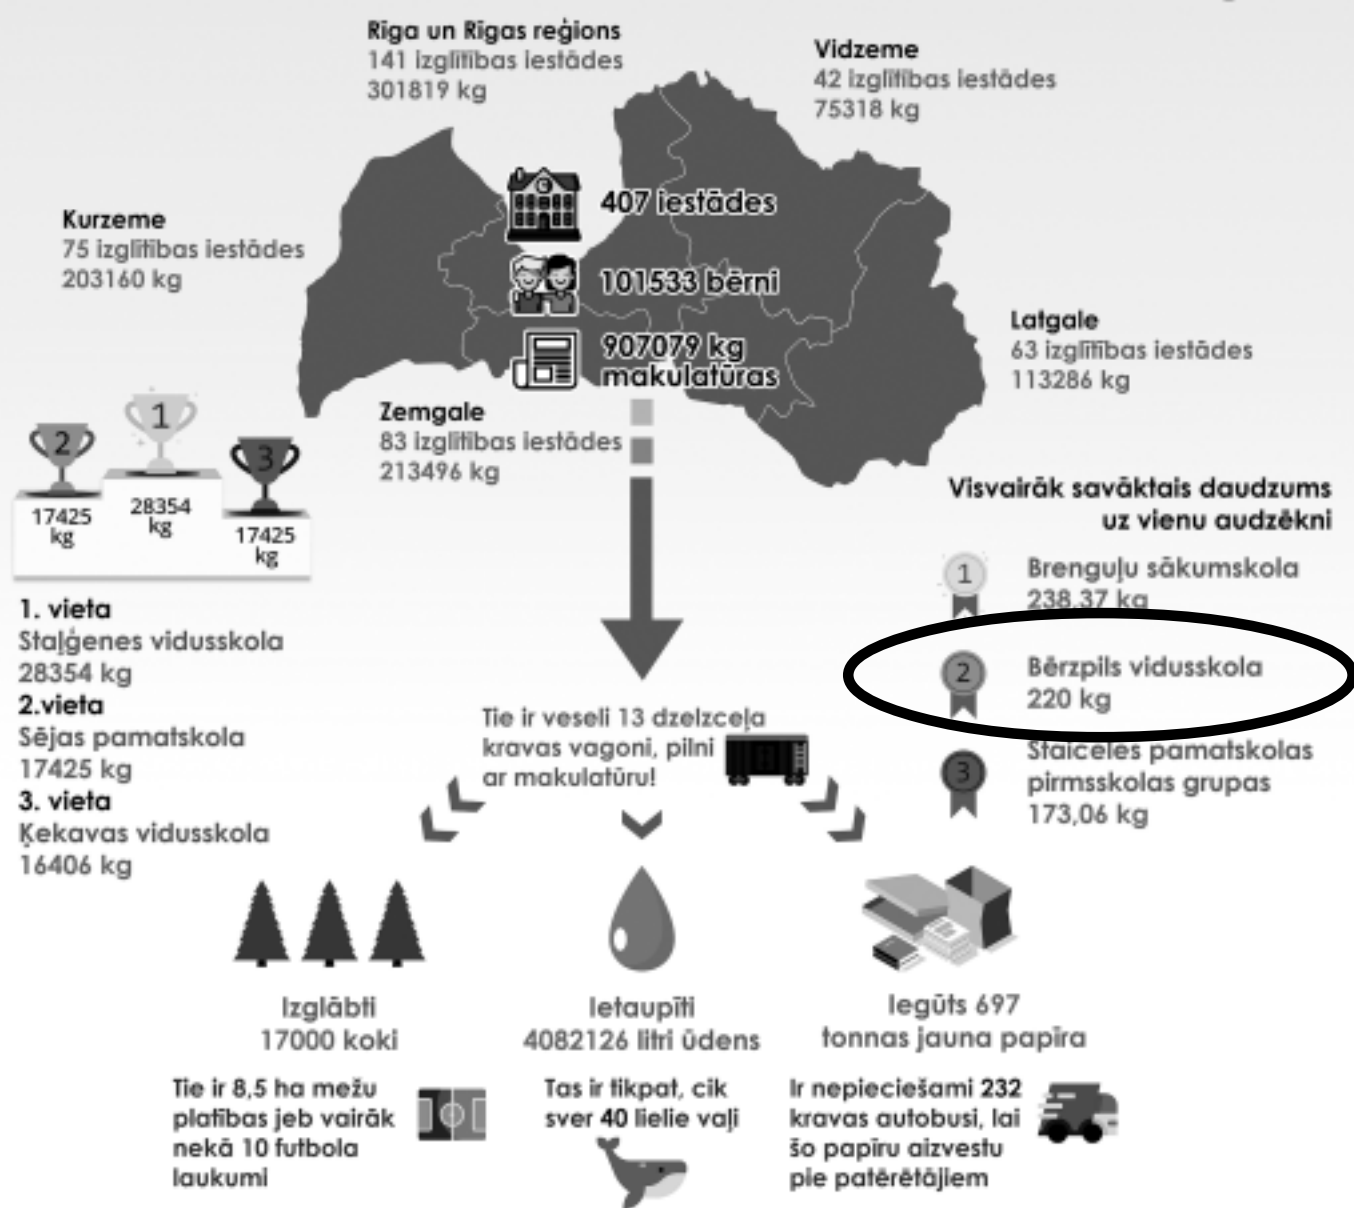 Rīga un Rīgas reģions
141 izglītības iestādes
301819 kg
Vidzeme
42 izglītības iestādes
75318 kg
Kurzeme
75 izglītības iestādes
203160 kg
407 iestādes
101533 bērni
907079 kg
makulatūras
Latgale
63 izglītības iestādes
113286 kg
Zemgale
83 izglītības iestādes
213496 kg
2
1
3
17425
kg
28354
kg
17425
kg
1. vieta
Staļģenes vidusskola
28354 kg
2.vieta
Sējas pamatskola
17425 kg
3. vieta
Ķekavas vidusskola
16406 kg
Visvairāk savāktais daudzums
uz vienu audzēkni
1
Brenguļu sākumskola
238,37 kg
2
Bērzpils vidusskola
220 kg
3
Staiceles pamatskolas
pirmsskolas grupas
173,06 kg
Tie ir veseli 13 dzelzceļa
kravas vagoni, pilni
ar makulatūru!
Izglābti
17000 koki
Tie ir 8,5 ha mežu
platības jeb vairāk
nekā 10 futbola
laukumi
Ietaupīti
4082126 litri ūdens
Tas ir tikpat, cik
sver 40 lielie vaļi
Iegūts 697
tonnas jauna papīra
Ir nepieciešami 232
kravas autobusi, lai
šo papīru aizvestu
pie patērētājiem